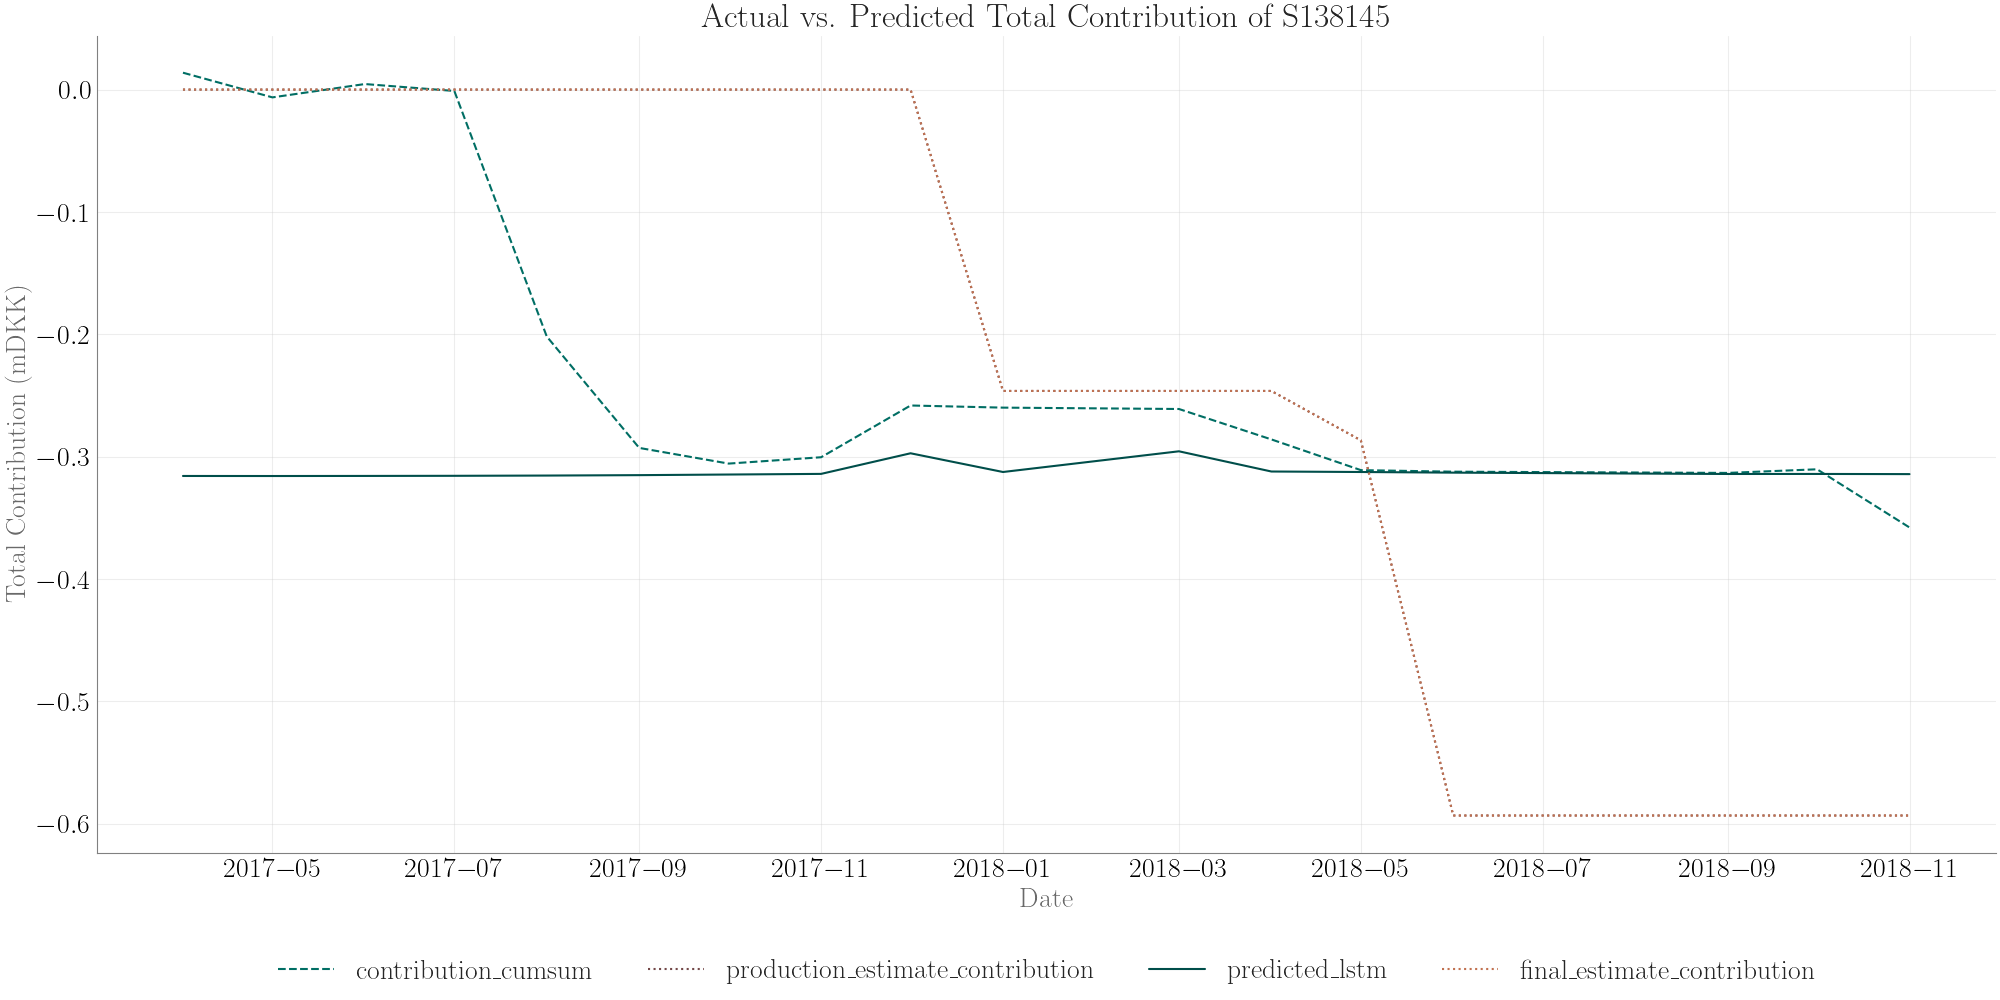 Actual vs. Predicted Total Contribution of S138145
Total Contribution (mDKK)
0.0
−0.1
−0.2
−0.3
−0.4
−0.5
−0.6
2017−05 2017−07 2017−09 2017−11 2018−01 2018−03 2018−05 2018−07 2018−09 2018−11
Date
contribution_cumsum production_estimate_contribution predicted_lstm final_estimate_contribution